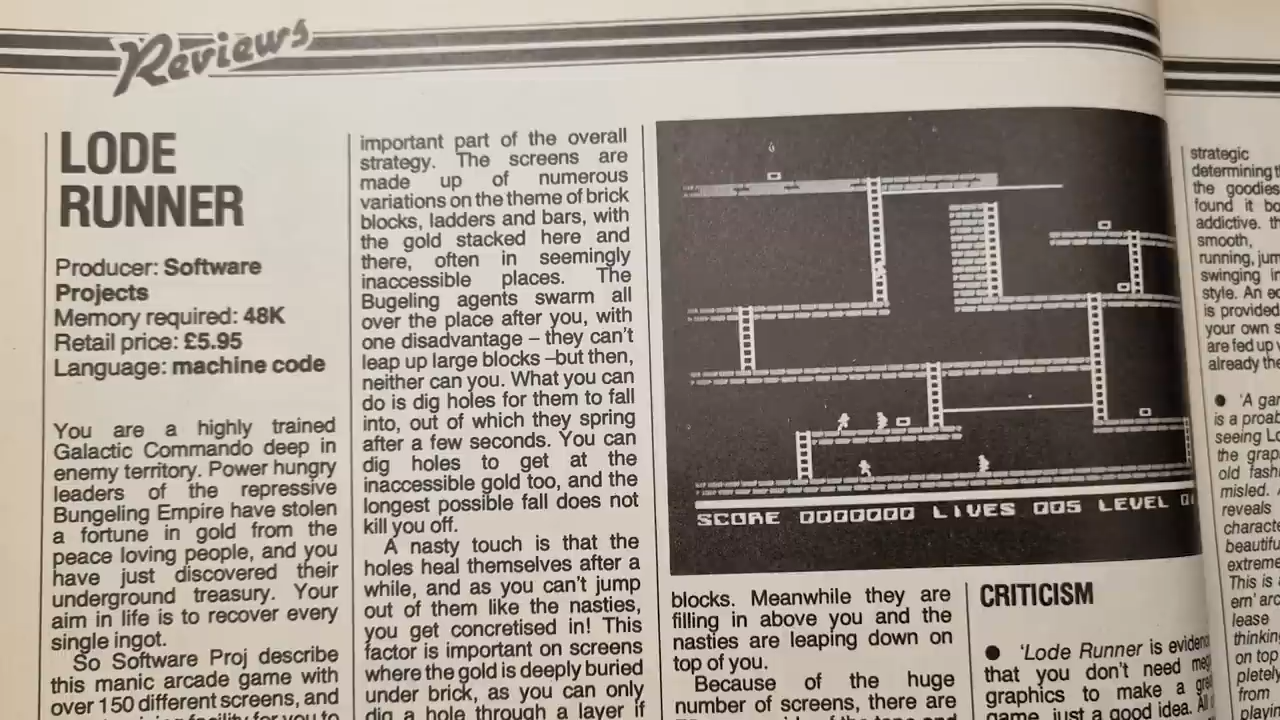 Reviews
LODE
RUNNER
Producer: Software
Projects
Memory required: 48K
Retail price: £5.95
Language: machine code
You are a highly trained
Galactic Commando deep in
enemy territory. Power hungry
leaders of the repressive
Bungeling Empire have stolen
a fortune in gold from the
peace loving people, and you
have just discovered their
underground treasury. Your
aim in life is to recover every
single ingot.
So Software Proj describe
this manic arcade game with
over 150 different screens, and
important part of the overall
strategy. The screens are
made up of numerous
variations on the theme of brick
blocks, ladders and bars, with
the gold stacked here and
there, often in seemingly
inaccessible places. The
Bugeling agents swarm all
over the place after you, with
one disadvantage – they can't
leap up large blocks –but then,
neither can you. What you can
do is dig holes for them to fall
into, out of which they spring
after a few seconds. You can
dig holes to get at the
inaccessible gold too, and the
longest possible fall does not
kill you off.
A nasty touch is that the
holes heal themselves after a
while, and as you can't jump
out of them like the nasties,
you get concretised in! This
factor is important on screens
where the gold is deeply buried
under brick, as you can only
dig a hole through a layer if
SCORE 0000000 LIVES 005 LEVEL
blocks. Meanwhile they are
filling in above you and the
nasties are leaping down on
top of you.
Because of the huge
number of screens, there are
CRITICISM
● 'Lode Runner is
that you don't need
graphics to make a
game, just a good idea. All
strategic
determining
the goodies
found it
addictive.
smooth,
running,
swinging
style. An
is provided
your own
are fed up
already
● 'A
is a
seeing
the
old
misled.
reveals
This is
lease
on top
from